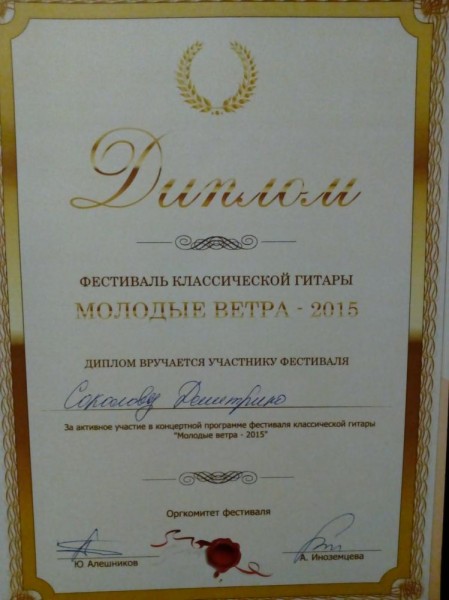 Диплом
ФЕСТИВАЛЬ КЛАССИЧЕСКОЙ ГИТАРЫ
МОЛОДЫЕ ВЕТРА - 2015
ДИПЛОМ ВРУЧАЕТСЯ УЧАСТНИКУ ФЕСТИВАЛЯ
Соколову Дмитрию
За активное участие в концертной программе фестиваля классической гитары
"Молодые ветра - 2015"
Оргкомитет фестиваля
Ю Алешников
А. Иноземцева